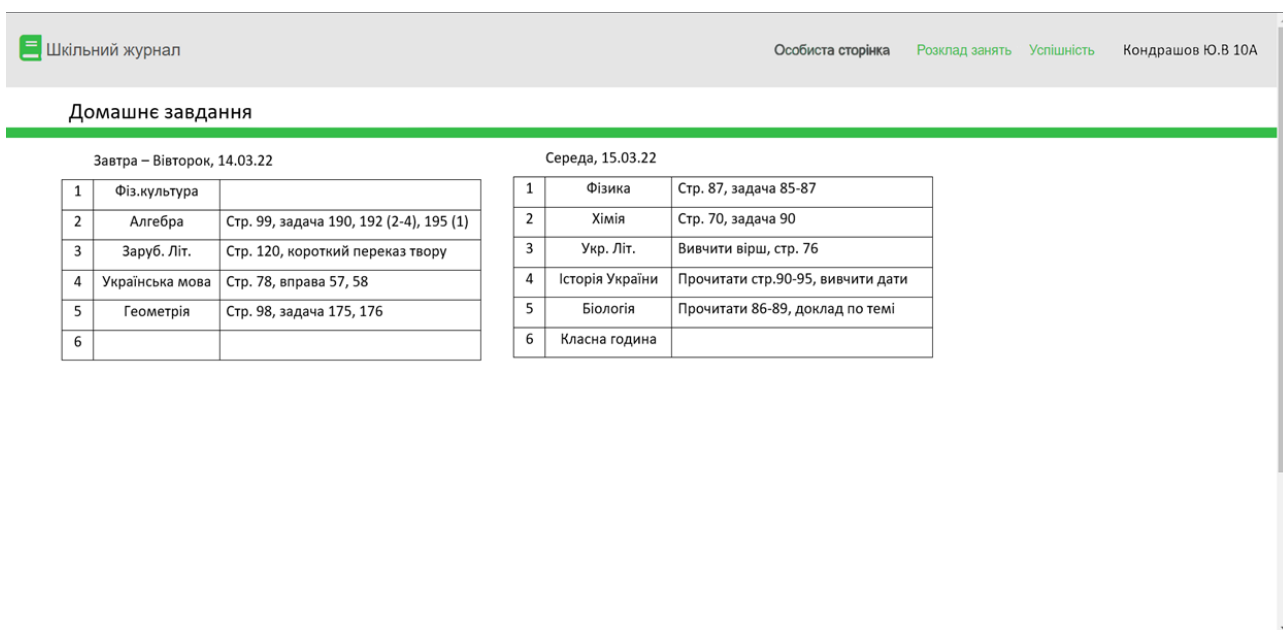 Шкільний журнал
Особиста сторінка Розклад занять Успішність Кондрашов Ю.В 10А
Домашнє завдання
Завтра – Вівторок, 14.03.22
1 Фіз.культура
2 Алгебра Стр. 99, задача 190, 192 (2-4), 195 (1)
3 Заруб. Літ. Стр. 120, короткий переказ твору
4 Українська мова Стр. 78, вправа 57, 58
5 Геометрія Стр. 98, задача 175, 176
6
Середа, 15.03.22
1 Фізика Стр. 87, задача 85-87
2 Хімія Стр. 70, задача 90
3 Укр. Літ. Вивчити вірш, стр. 76
4 Історія України Прочитати стр.90-95, вивчити дати
5 Біологія Прочитати 86-89, доклад по темі
6 Класна година